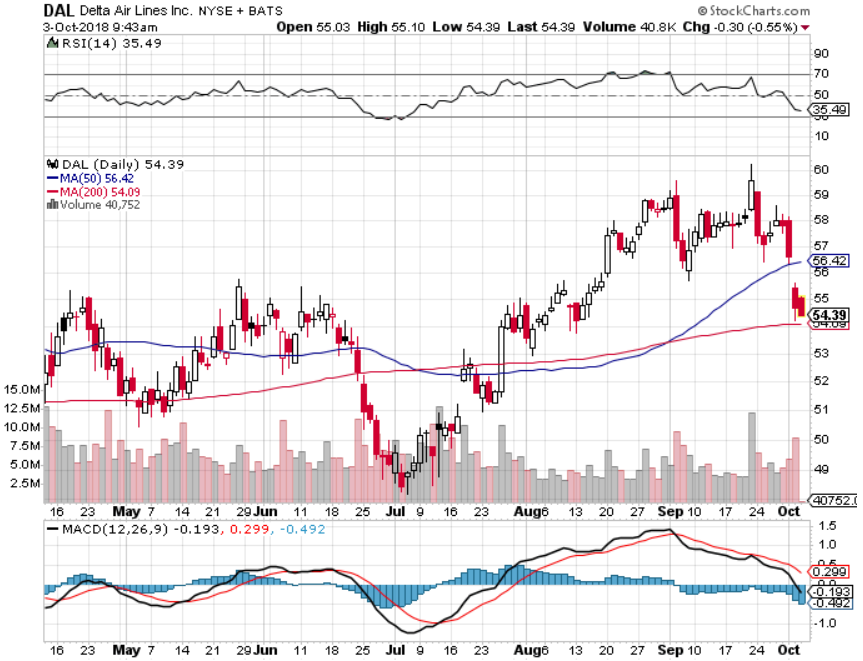 DAL Delta Air Lines Inc. NYSE + BATS © StockCharts.com
3-Oct-2018 9:43am Open 55.03 High 55.10 Low 54.39 Last 54.39 Volume 40.8K Chg -0.30 (-0.55%)
RSI(14) 35.49
90
70
50
35.49
30
10
DAL (Daily) 54.39
MA(50) 56.42
MA(200) 54.09
Volume 40,752
60
59
58
57
56.42
56
55
54.39
54.09
53
52
15.0M
51
12.5M
10.0M
50
7.5M
5.0M
49
2.5M
40752.0
16 23 May 7 14 21 29 Jun 11 18 25 Jul 9 16 23 Aug 6 13 20 27 Sep 10 17 24 Oct
MACD(12,26,9) -0.193, 0.299, -0.492
1.5
1.0
0.5
0.299
0.0
-0.193
-0.492
-1.0
16 23 May 7 14 21 29 Jun 11 18 25 Jul 9 16 23 Aug 6 13 20 27 Sep 10 17 24 Oct